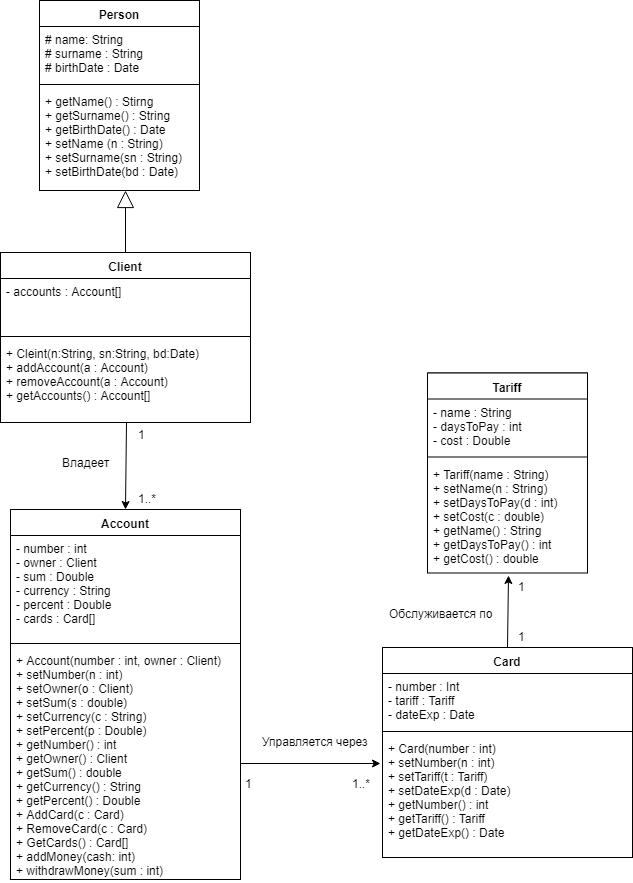 Person
# name: String
# surname : String
# birthDate : Date
+ getName() : Stirng
+ getSurname() : String
+ getBirthDate() : Date
+ setName (n : String)
+ setSurname(sn : String)
+ setBirthDate(bd : Date)
Client
- accounts : Account[]
+ Cleint(n:String, sn:String, bd:Date)
+ addAccount(a : Account)
+ removeAccount(a : Account)
+ getAccounts() : Account[]
1
Владеет
1..*
Account
- number : int
- owner : Client
- sum : Double
- currency : String
- percent : Double
- cards : Card[]
+ Account(number : int, owner : Client)
+ setNumber(n : int)
+ setOwner(o : Client)
+ setSum(s : double)
+ setCurrency(c : String)
+ setPercent(p : Double)
+ getNumber() : int
+ getOwner() : Client
+ getSum() : double
+ getCurrency() : String
+ getPercent() : Double
+ AddCard(c : Card)
+ RemoveCard(c : Card)
+ GetCards() : Card[]
+ addMoney(cash: int)
+ withdrawMoney(sum : int)
Управляется через
1
1..*
Tariff
- name : String
- daysToPay : int
- cost : Double
+ Tariff(name : String)
+ setName(n : String)
+ setDaysToPay(d : int)
+ setCost(c : double)
+ getName() : String
+ getDaysToPay() : int
+ getCost() : double
1
Обслуживается по
1
Card
- number : Int
- tariff : Tariff
- dateExp : Date
+ Card(number : int)
+ setNumber(n : int)
+ setTariff(t : Tariff)
+ setDateExp(d : Date)
+ getNumber() : int
+ getTariff() : Tariff
+ getDateExp() : Date